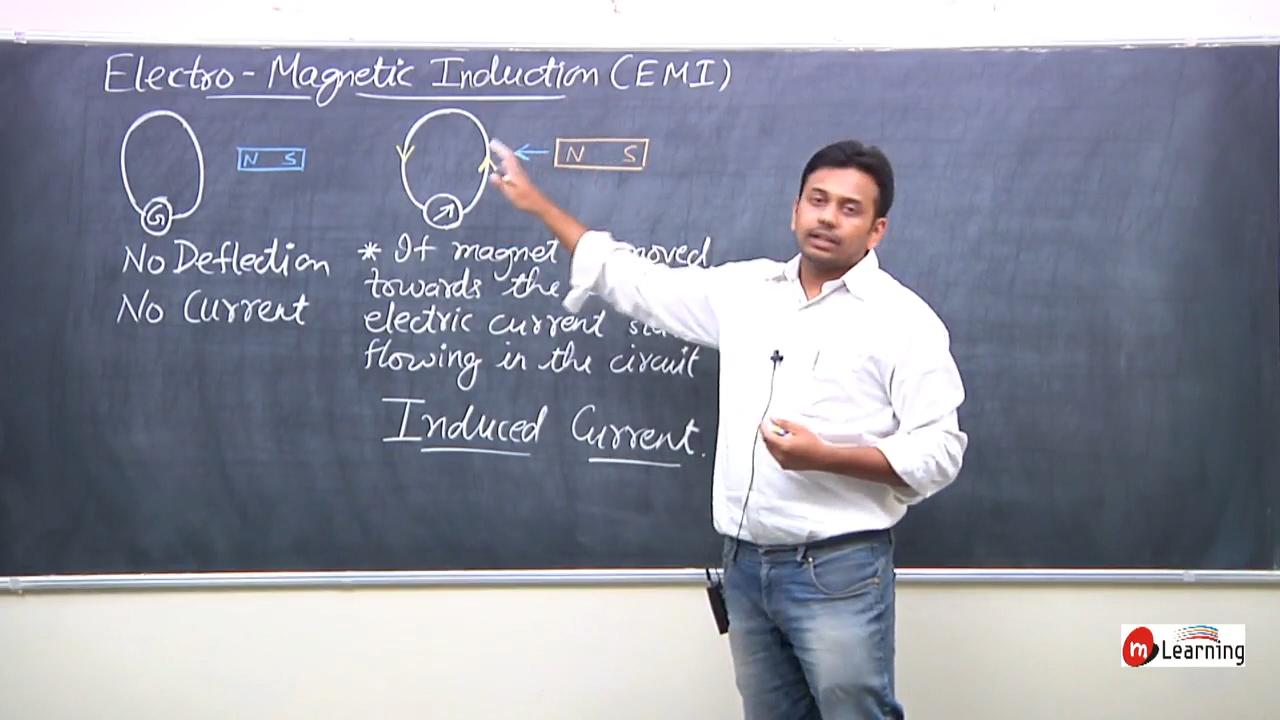 Electro-Magnetic Induction (EMI)
N S
N S
G
No Deflection
No Current
* If magnet moved
towards the
electric current
flowing in the circuit
Induced Current.
m Learning